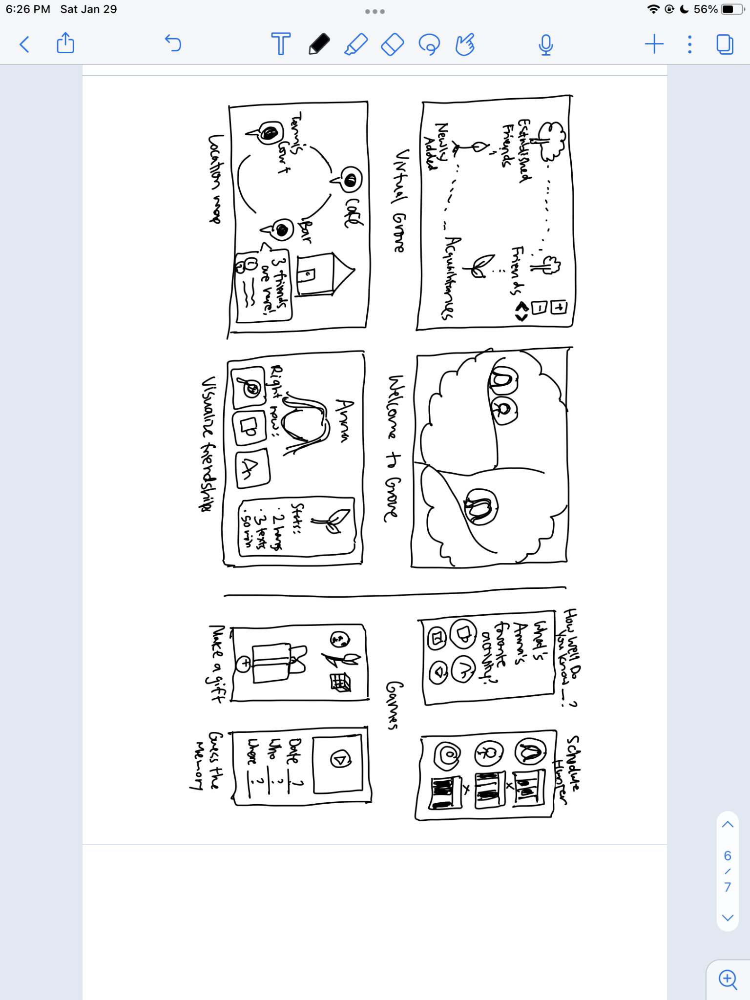 6:26 PM Sat Jan 29
56%
Established
Friends
Friends
+
-
Newly
Added
Virtual Grove
Welcome to Grove
How Well Do
You Know _?
What's
Anna's
favorite
activity?
Schedule
Hunter
x
x
Games
Cafe
Tennis
Court
Bar
3 friends
are here!
Location map
Anna
Right now:
Stats:
· 2 hangs
· 3 texts
· 50 min
Visualize friendships
+
Make a gift
Date ?
Who ?
Where ?
Guess the
Memory
6
/
7